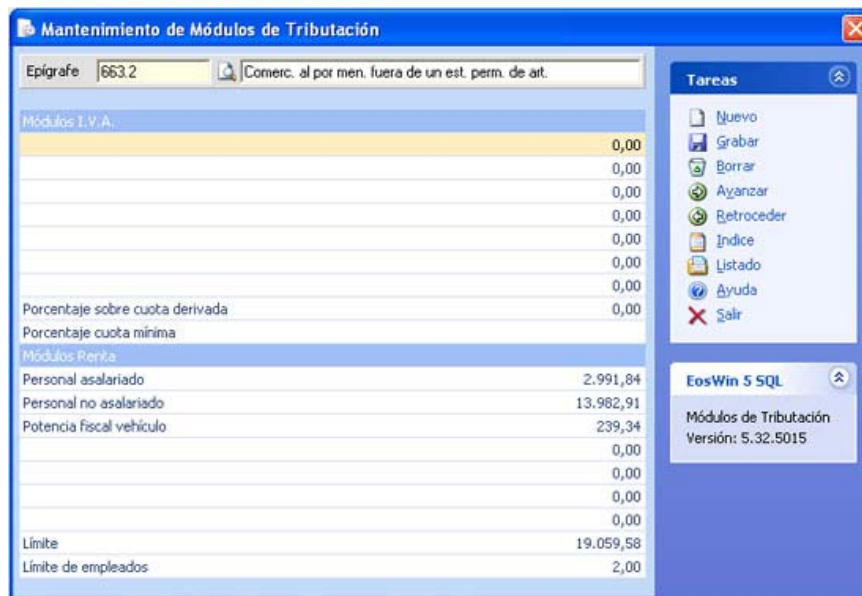 Mantenimiento de Módulos de Tributación
Epígrafe 663.2 Comerc. al por men. fuera de un est. perm. de art.
Módulos I.V.A.
0,00
0,00
0,00
0,00
0,00
0,00
0,00
Porcentaje sobre cuota derivada 0,00
Porcentaje cuota mínima
Módulos Renta
Personal asalariado 2.991,84
Personal no asalariado 13.982,91
Potencia fiscal vehículo 239,34
0,00
0,00
0,00
0,00
Límite 19.059,58
Límite de empleados 2,00
Tareas
Nuevo
Grabar
Borrar
Avanzar
Retroceder
Indice
Listado
Ayuda
Salir
EosWin 5 SQL
Módulos de Tributación
Versión: 5.32.5015